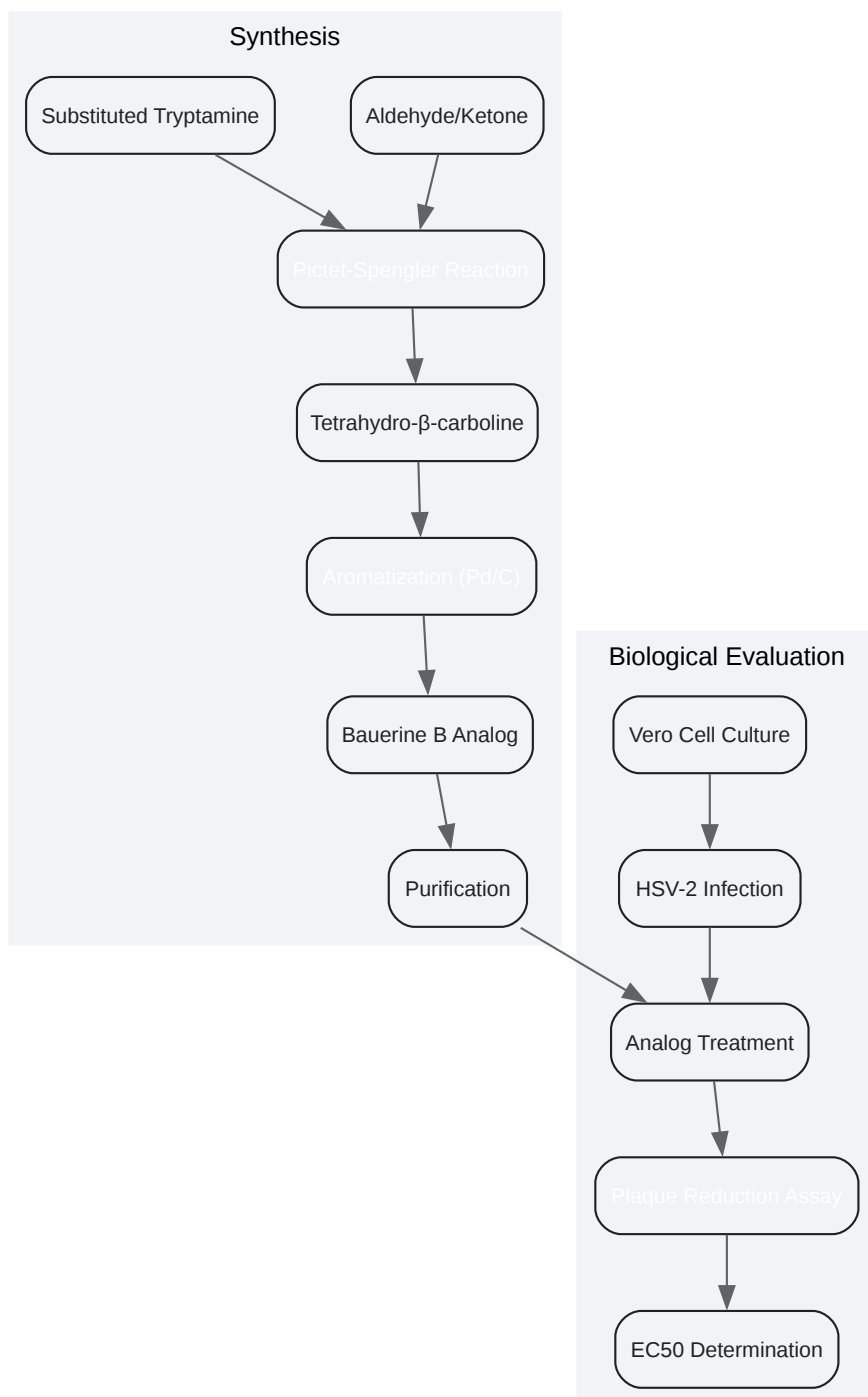 Synthesis
Substituted Tryptamine
Aldehyde/Ketone
Pictet-Spengler Reaction
Tetrahydro-β-carboline
Aromatization (Pd/C)
Bauerine B Analog
Purification
Biological Evaluation
Vero Cell Culture
HSV-2 Infection
Analog Treatment
Plaque Reduction Assay
EC50 Determination